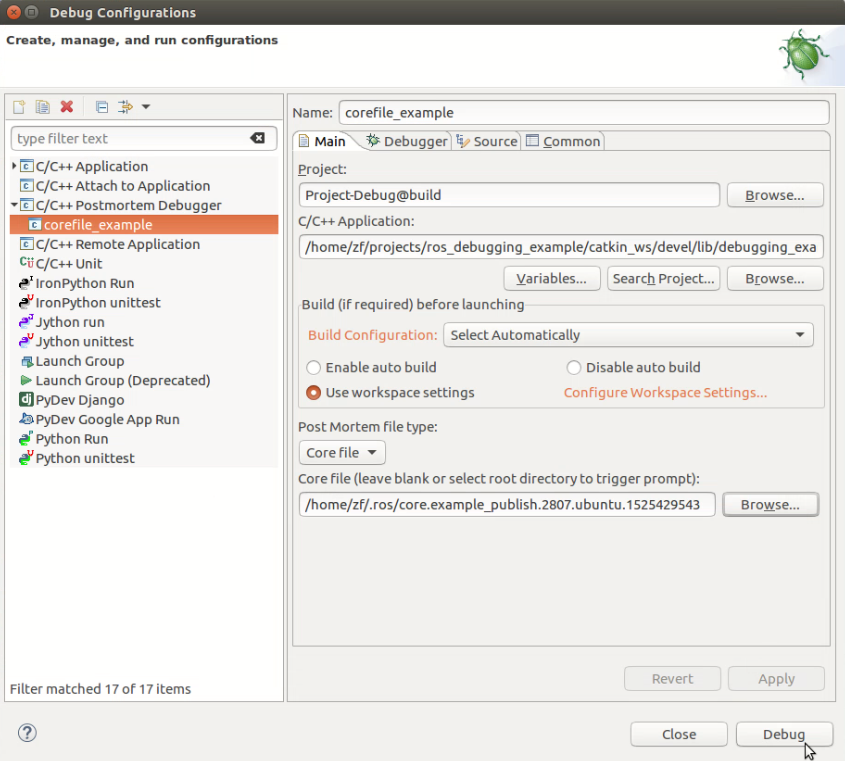 Debug Configurations
Create, manage, and run configurations
type filter text
C/C++ Application
C/C++ Attach to Application
C/C++ Postmortem Debugger
corefile_example
C/C++ Remote Application
C/C++ Unit
IronPython Run
IronPython unittest
Jython run
Jython unittest
Launch Group
Launch Group (Deprecated)
PyDev Django
PyDev Google App Run
Python Run
Python unittest
Filter matched 17 of 17 items
Name: corefile_example
Main Debugger Source Common
Project:
Project-Debug@build Browse...
C/C++ Application:
/home/zf/projects/ros_debugging_example/catkin_ws/devel/lib/debugging_exa
Variables... Search Project... Browse...
Build (if required) before launching
Build Configuration: Select Automatically
Enable auto build Disable auto build
Use workspace settings Configure Workspace Settings...
Post Mortem file type:
Core file
Core file (leave blank or select root directory to trigger prompt):
/home/zf/.ros/core.example_publish.2807.ubuntu.1525429543 Browse...
Revert Apply
Close Debug